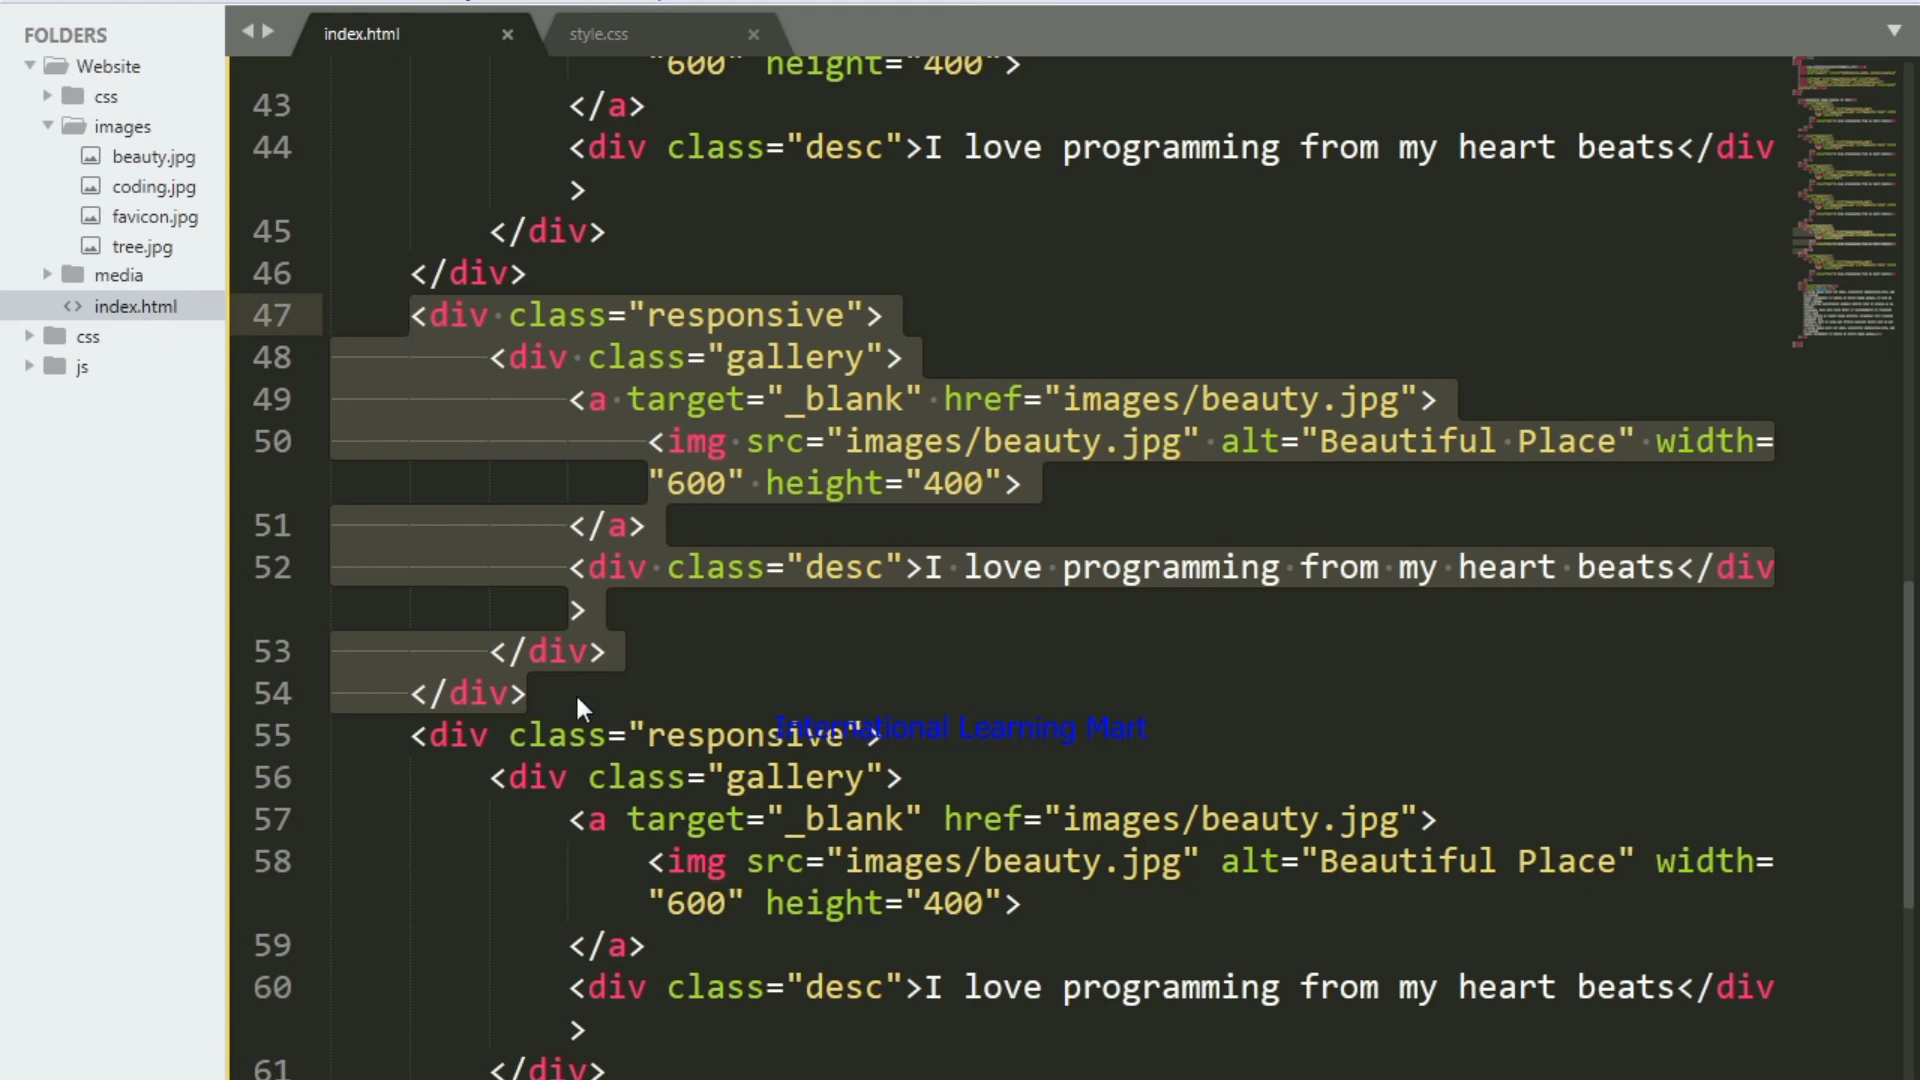 FOLDERS
Website
css
images
beauty.jpg
coding.jpg
favicon.jpg
tree.jpg
media
<> index.html
css
js
index.html × style.css ×
"600" height="400">
43 </a>
44 <div class="desc">I love programming from my heart beats</div
>
45 </div>
46 </div>
47 <div class="responsive">
48 <div class="gallery">
49 <a target="_blank" href="images/beauty.jpg">
50 <img src="images/beauty.jpg" alt="Beautiful Place" width=
"600" height="400">
51 </a>
52 <div class="desc">I love programming from my heart beats</div
>
53 </div>
54 </div>
International Learning Mart
55 <div class="responsive">
56 <div class="gallery">
57 <a target="_blank" href="images/beauty.jpg">
58 <img src="images/beauty.jpg" alt="Beautiful Place" width=
"600" height="400">
59 </a>
60 <div class="desc">I love programming from my heart beats</div
>
61 </div>